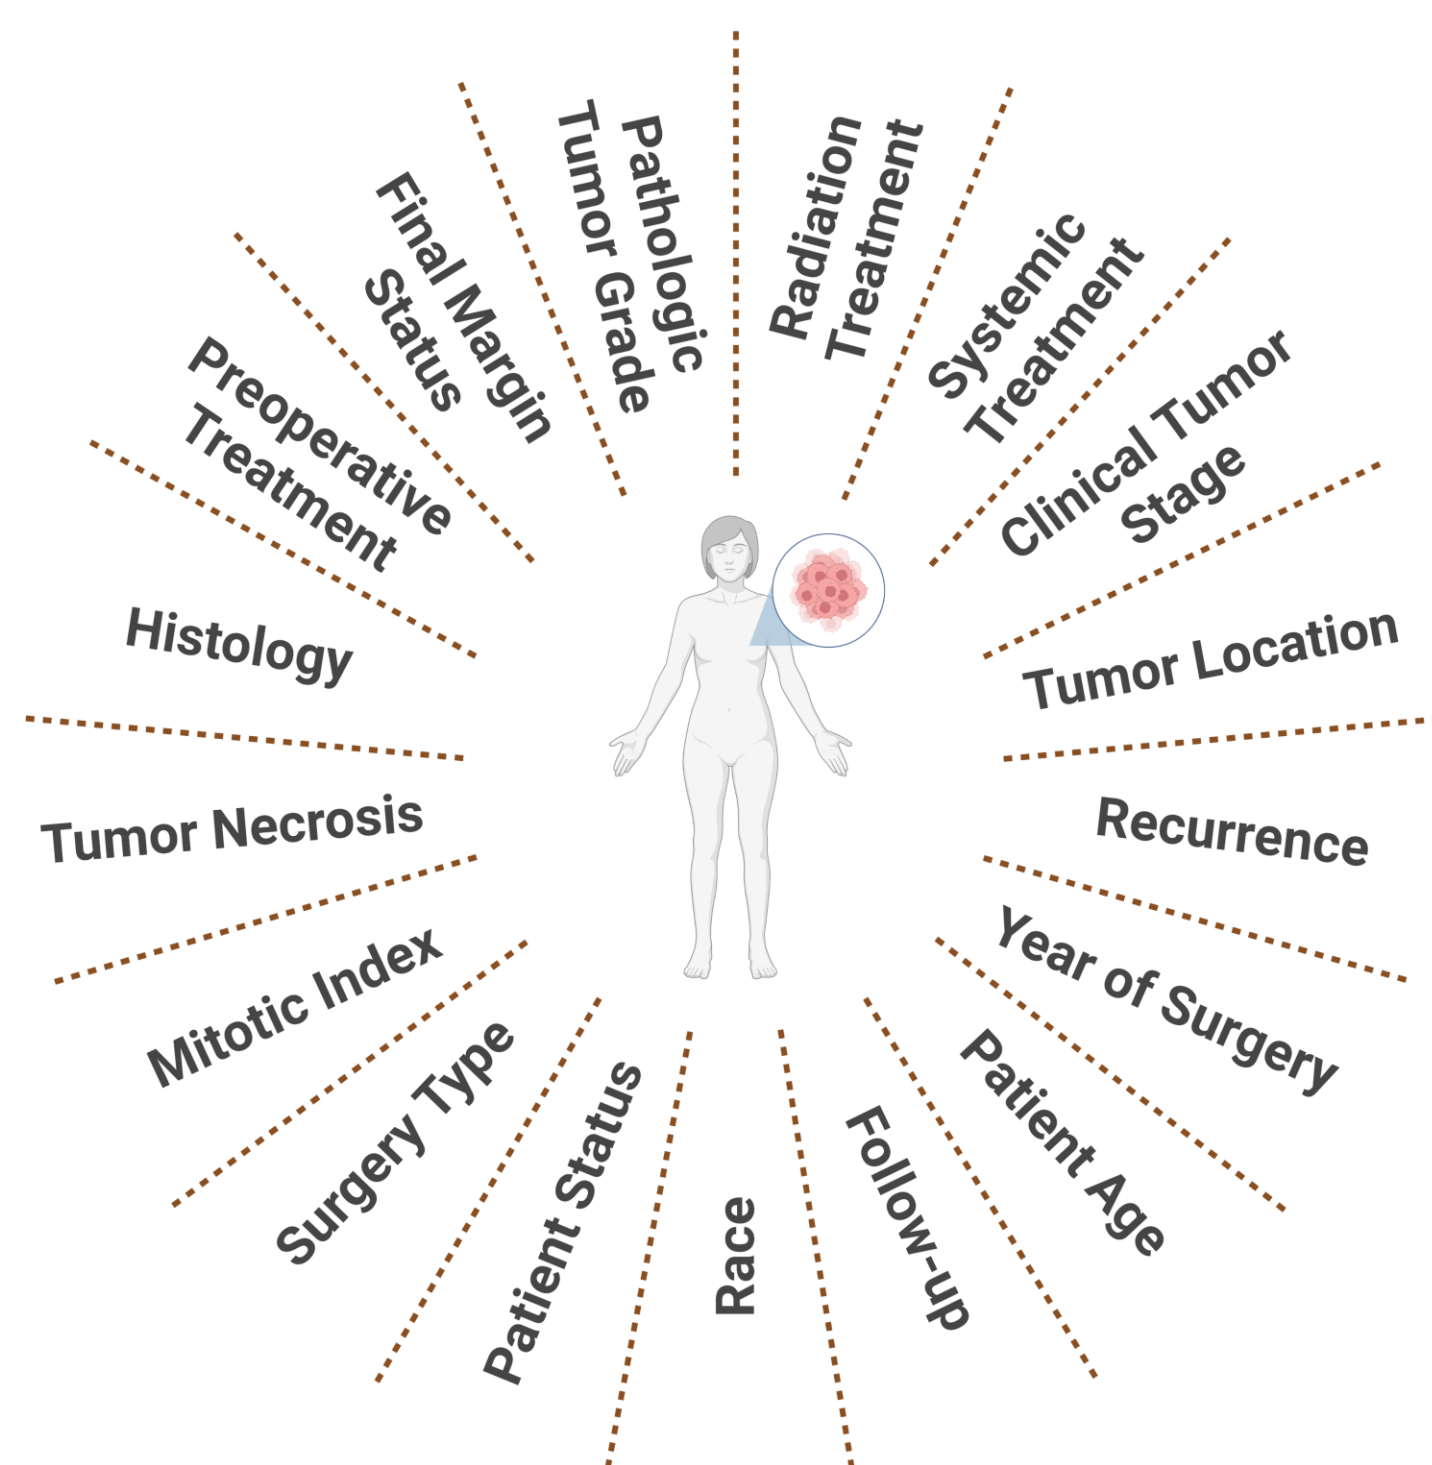 Radiation
Treatment
Systemic
Treatment
Clinical Tumor
Stage
Tumor Location
Recurrence
Year of Surgery
Patient Age
Follow-up
Race
Patient Status
Surgery Type
Mitotic Index
Tumor Necrosis
Histology
Preoperative
Treatment
Final Margin
Status
Pathologic
Tumor Grade